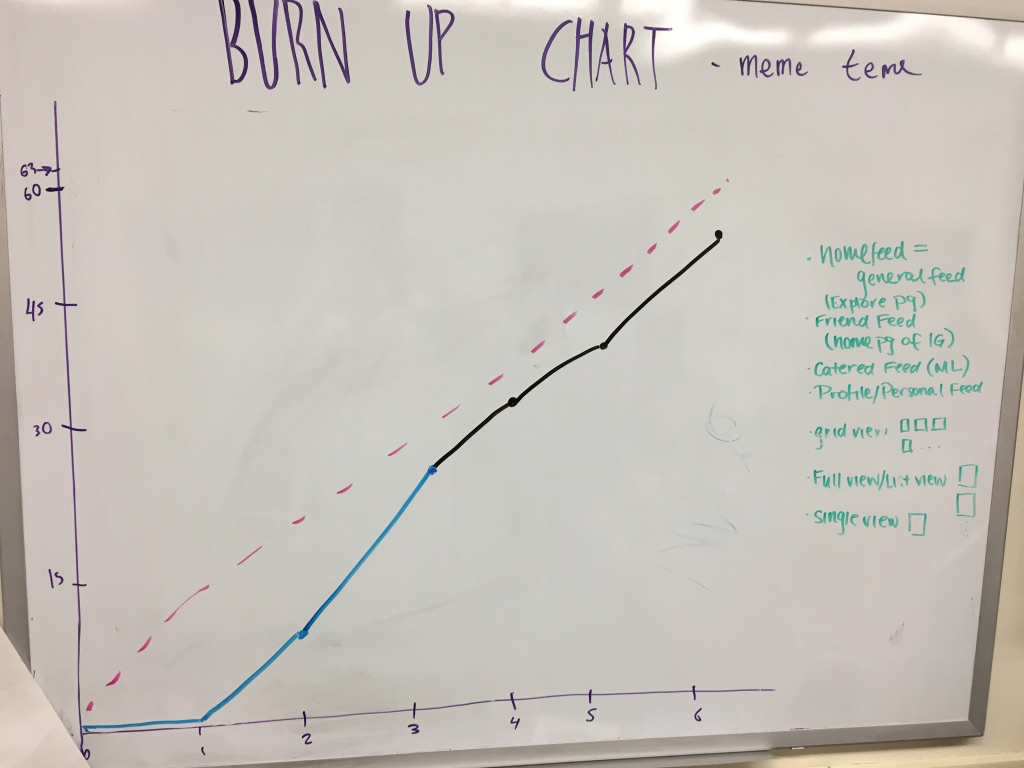 BURN UP CHART - meme teme
63→
60
45
30
15
0
1
2
3
4
5
6
· Homefeed =
general feed
(Explore pg)
· Friend Feed
(home pg of IG)
· Catered Feed (ML)
· Profile/Personal Feed
· grid view
...
· Full view/List view
· single view